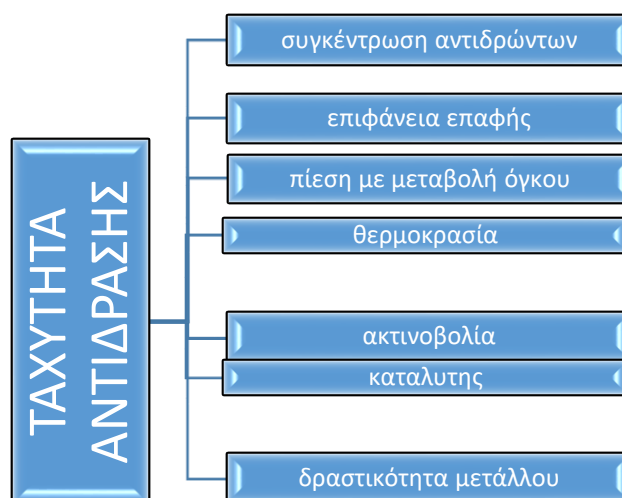 ΤΑΧΥΤΗΤΑ
ΑΝΤΙΔΡΑΣΗΣ
συγκέντρωση αντιδρώντων
επιφάνεια επαφής
πίεση με μεταβολή όγκου
θερμοκρασία
ακτινοβολία
καταλυτης
δραστικότητα μετάλλου